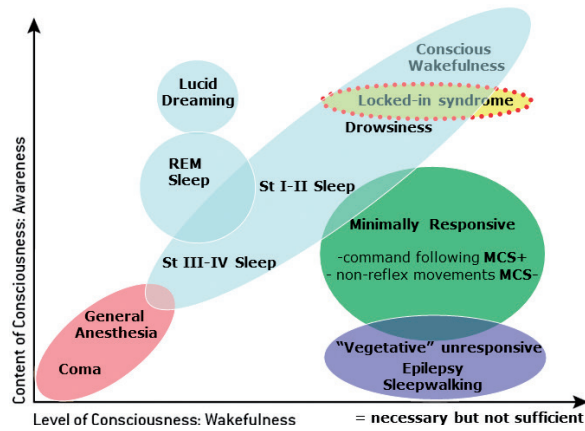 Conscious
Wakefulness
Lucid
Dreaming
Locked-in syndrome
Drowsiness
REM
Sleep
St I-II Sleep
Minimally Responsive
-command following MCS+
- non-reflex movements MCS-
St III-IV Sleep
General
Anesthesia
Coma
“Vegetative” unresponsive
Epilepsy
Sleepwalking
Content of Consciousness: Awareness
Level of Consciousness: Wakefulness
= necessary but not sufficient